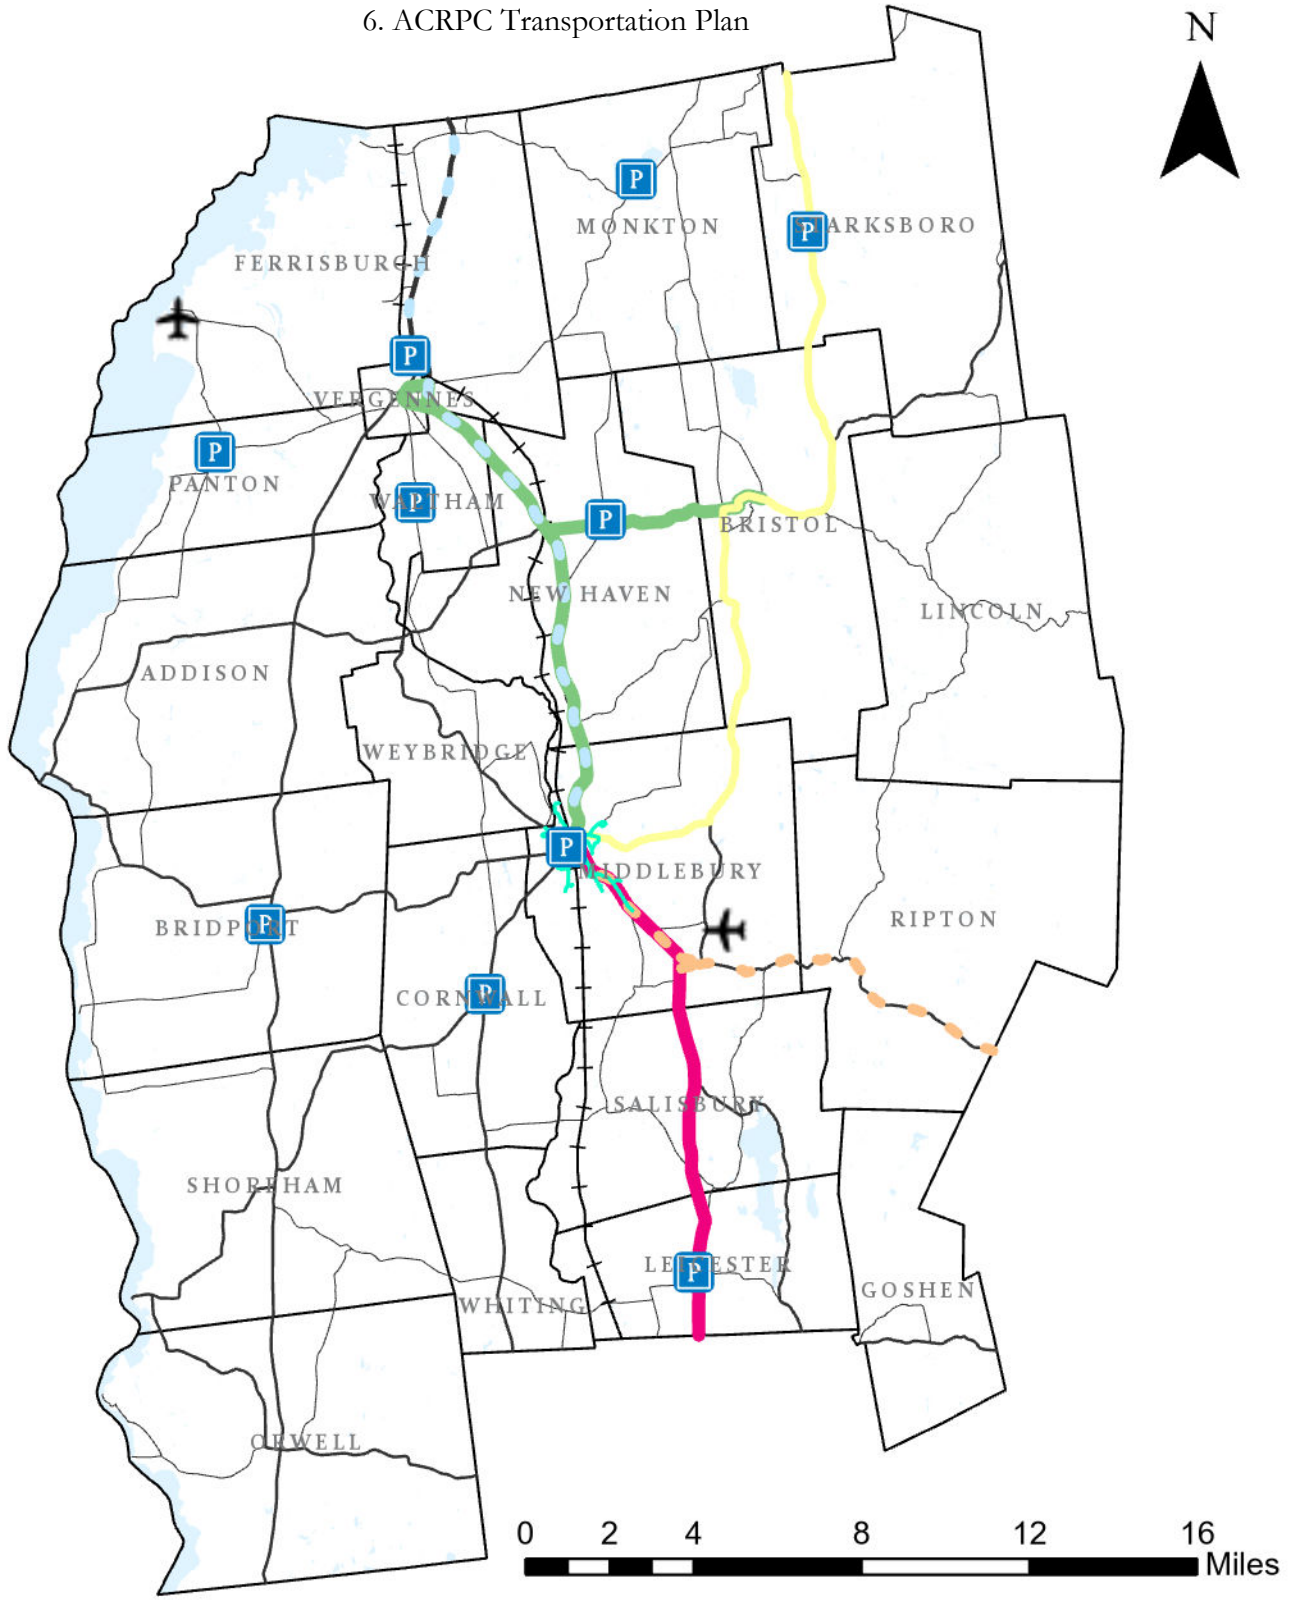 6. ACRPC Transportation Plan
N
P
MONKTON
P
STARKSBORO
FERRISBURGH
P
VERGENNES
P
PANTON
P
WALTHAM
P
BRISTOL
NEW HAVEN
LINCOLN
ADDISON
WEYBRIDGE
P
MIDDLEBURY
P
BRIDPORT
RIPTON
P
CORNWALL
SALISBURY
SHOREHAM
P
LEICESTER
GOSHEN
WHITING
ORWELL
0 2 4 8 12 16
Miles